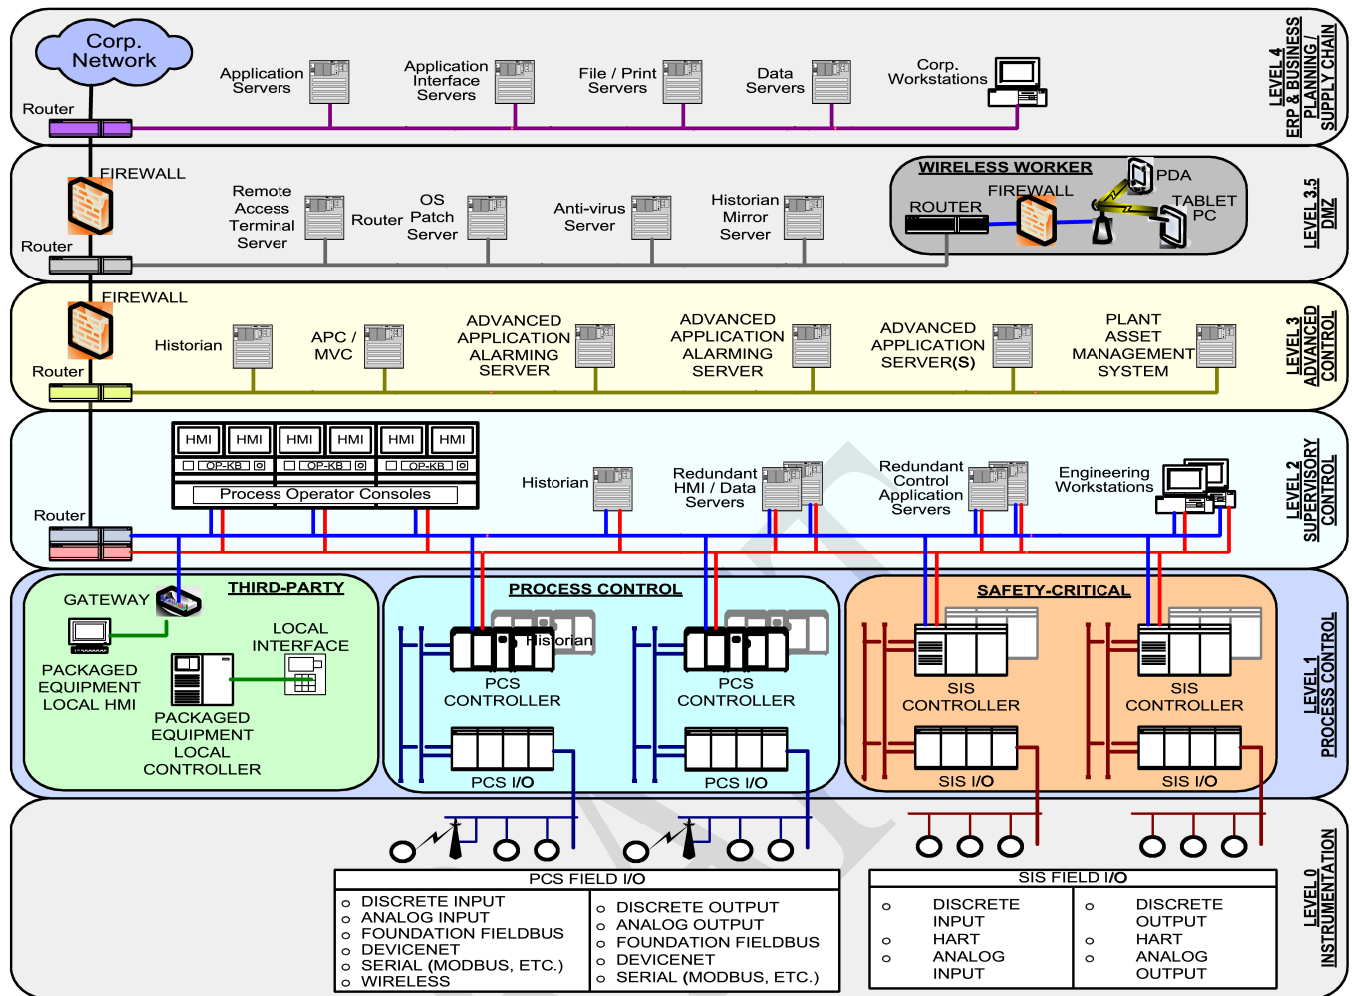 Corp.
Network
Router
Application
Servers
Application
Interface
Servers
File / Print
Servers
Data
Servers
Corp.
Workstations
LEVEL 4
ERP & BUSINESS
PLANNING /
SUPPLY CHAIN
FIREWALL
Router
Remote
Access
Terminal
Server
Router
OS
Patch
Server
Anti-virus
Server
Historian
Mirror
Server
WIRELESS WORKER
ROUTER
FIREWALL
PDA
TABLET
PC
LEVEL 3.5
DMZ
FIREWALL
Router
Historian
APC /
MVC
ADVANCED
APPLICATION
ALARMING
SERVER
ADVANCED
APPLICATION
ALARMING
SERVER
ADVANCED
APPLICATION
SERVER(S)
PLANT
ASSET
MANAGEMENT
SYSTEM
LEVEL 3
ADVANCED
CONTROL
Router
HMI HMI HMI HMI HMI HMI
OP-KB OP-KB OP-KB
Process Operator Consoles
Historian
Redundant
HMI / Data
Servers
Redundant
Control
Application
Servers
Engineering
Workstations
LEVEL 2
SUPERVISORY
CONTROL
THIRD-PARTY
GATEWAY
PACKAGED
EQUIPMENT
LOCAL HMI
LOCAL
INTERFACE
PACKAGED
EQUIPMENT
LOCAL
CONTROLLER
PROCESS CONTROL
Historian
PCS
CONTROLLER
PCS I/O
PCS
CONTROLLER
PCS I/O
SAFETY-CRITICAL
SIS
CONTROLLER
SIS I/O
SIS
CONTROLLER
SIS I/O
LEVEL 1
PROCESS CONTROL
PCS FIELD I/O
o DISCRETE INPUT
o ANALOG INPUT
o FOUNDATION FIELDBUS
o DEVICENET
o SERIAL (MODBUS, ETC.)
o WIRELESS
o DISCRETE OUTPUT
o ANALOG OUTPUT
o FOUNDATION FIELDBUS
o DEVICENET
o SERIAL (MODBUS, ETC.)
SIS FIELD I/O
o DISCRETE
INPUT
o HART
o ANALOG
INPUT
o DISCRETE
OUTPUT
o HART
o ANALOG
OUTPUT
LEVEL 0
INSTRUMENTATION